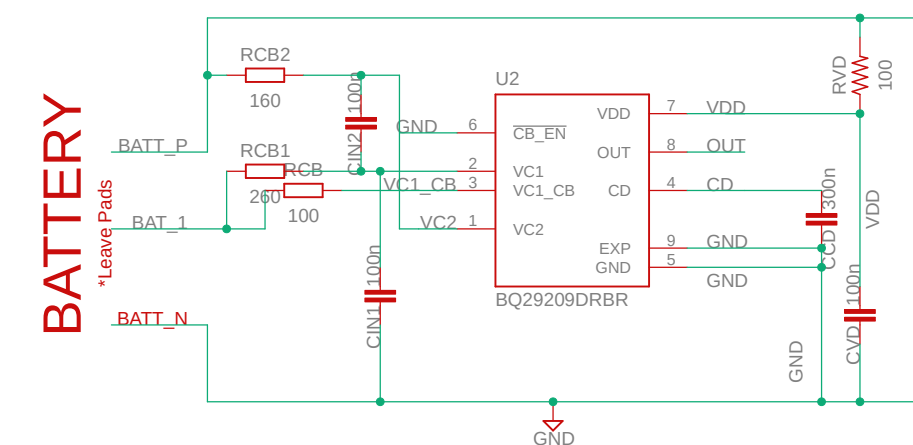 BATTERY
*Leave Pads
BATT_P
BAT_1
BATT_N
RCB2
160
RCB1
260
RCB
100
100n
CIN2
100n
CIN1
GND
VC1_CB
VC2
U2
6
2
3
1
CB_EN
VC1
VC1_CB
VC2
VDD
OUT
CD
EXP
GND
BQ29209DRBR
7
8
4
9
5
VDD
OUT
CD
GND
GND
300n
CCD
GND
RVD
100
VDD
100n
CVD
GND